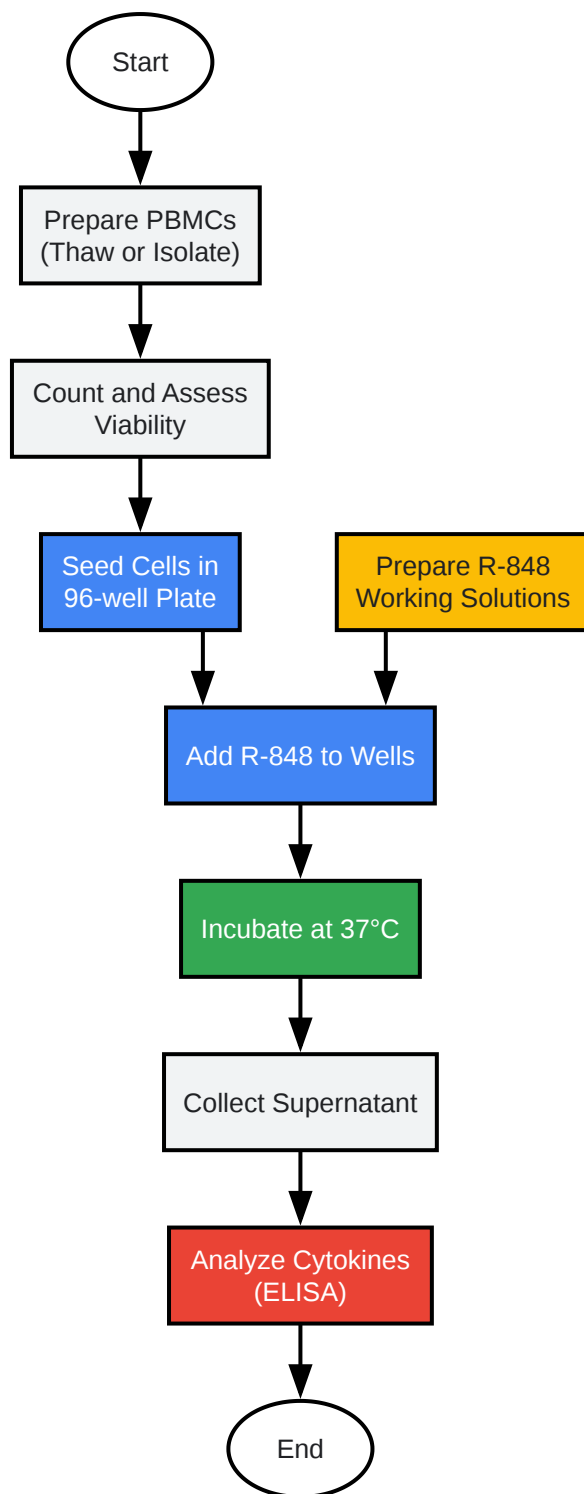 Start
Prepare PBMCs
(Thaw or Isolate)
Count and Assess
Viability
Seed Cells in
96-well Plate
Prepare R-848
Working Solutions
Add R-848 to Wells
Incubate at 37°C
Collect Supernatant
Analyze Cytokines
(ELISA)
End